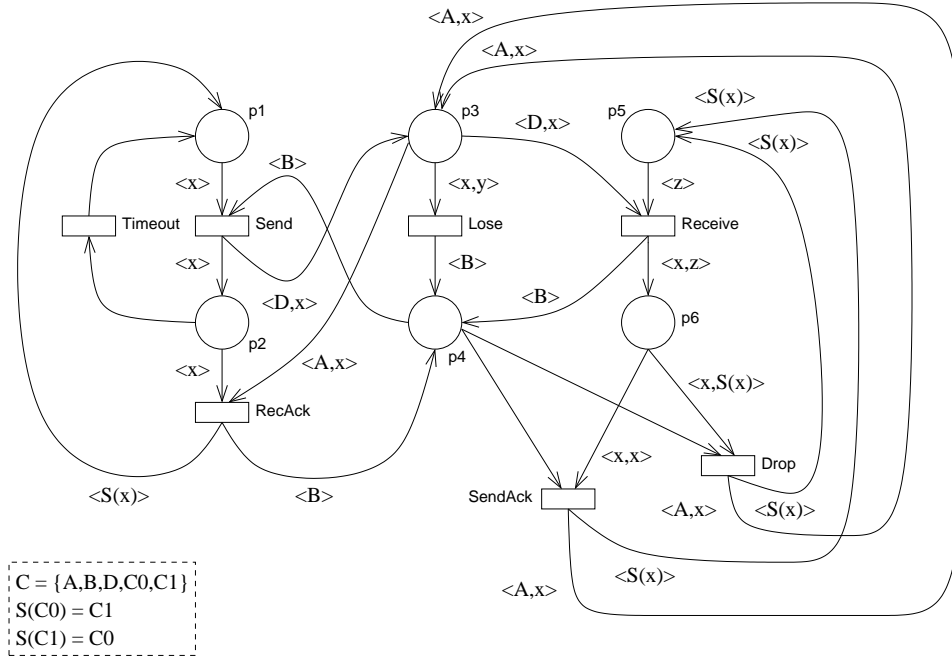 <A,x>
<A,x>
p1
p3
p5
<S(x)>
<D,x>
<B>
<S(x)>
<x>
<x,y>
<z>
Timeout
Send
Lose
Receive
<x>
<B>
<x,z>
<D,x>
<B>
p2
p4
p6
<x>
<A,x>
<x,S(x)>
RecAck
<x,x>
Drop
<S(x)>
<B>
SendAck
<A,x>
<S(x)>
<A,x>
<S(x)>
C = {A,B,D,C0,C1}
S(C0) = C1
S(C1) = C0